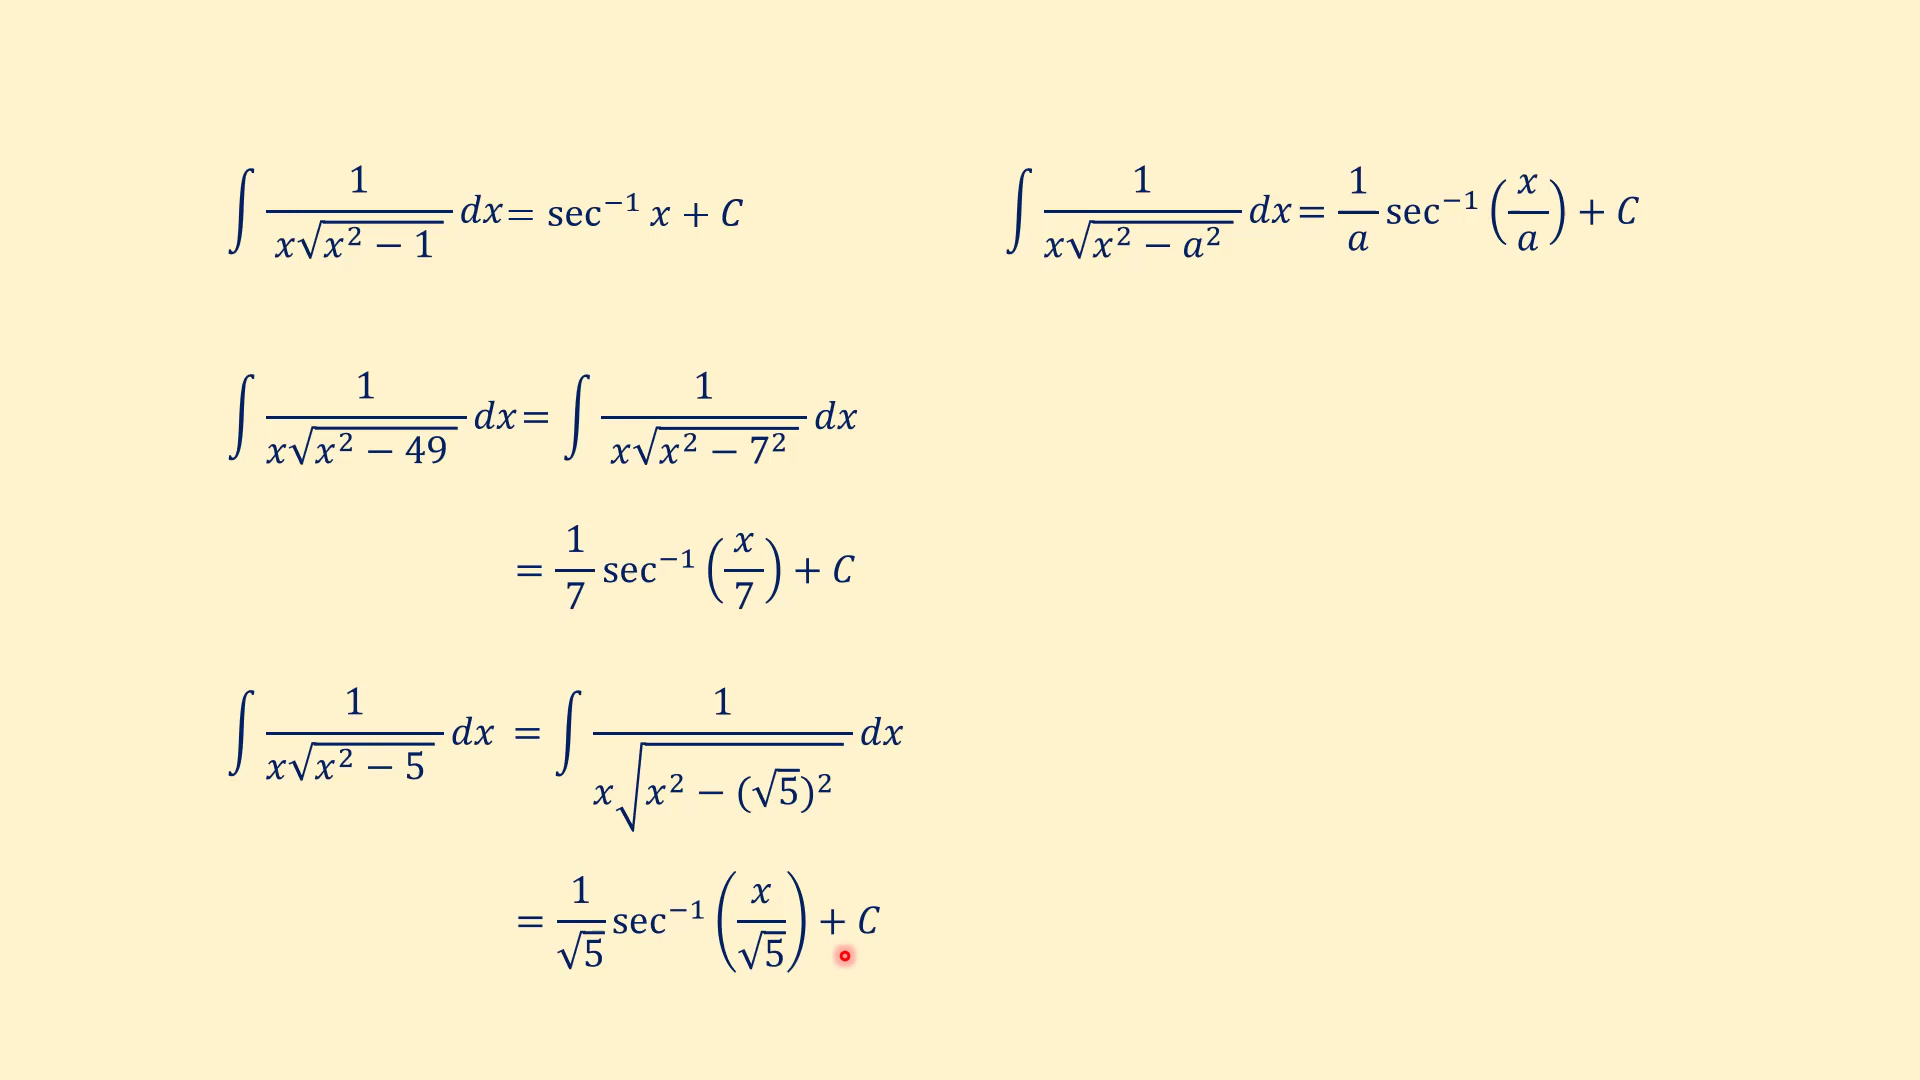 ∫ 1/(x√(x² − 1)) dx = sec⁻¹ x + C
∫ 1/(x√(x² − a²)) dx = 1/a sec⁻¹ (x/a) + C
∫ 1/(x√(x² − 49)) dx = ∫ 1/(x√(x² − 7²)) dx
= 1/7 sec⁻¹ (x/7) + C
∫ 1/(x√(x² − 5)) dx = ∫ 1/(x√(x² − (√5)²)) dx
= 1/√5 sec⁻¹ (x/√5) + C